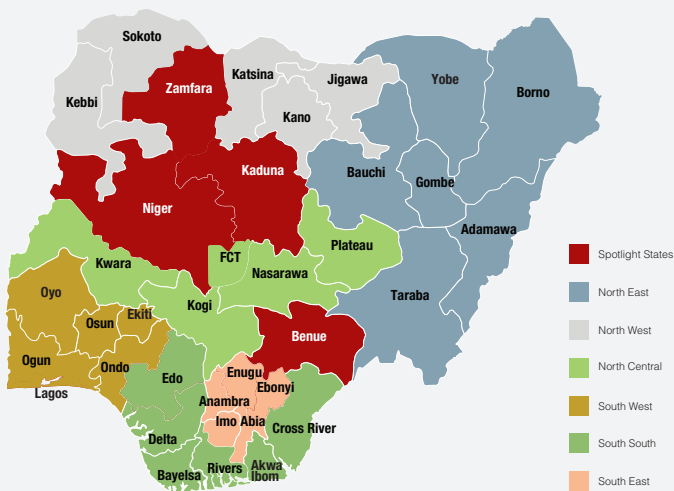 Sokoto
Katsina
Jigawa
Yobe
Borno
Zamfara
Kebbi
Kano
Kaduna
Bauchi
Gombe
Niger
Adamawa
Plateau
FCT
Kwara
Nasarawa
Taraba
Oyo
Kogi
Ekiti
Osun
Benue
Ogun
Ondo
Edo
Enugu
Ebonyi
Lagos
Anambra
Imo
Abia
Cross River
Delta
Rivers
Akwa
Ibom
Bayelsa
Spotlight States
North East
North West
North Central
South West
South South
South East